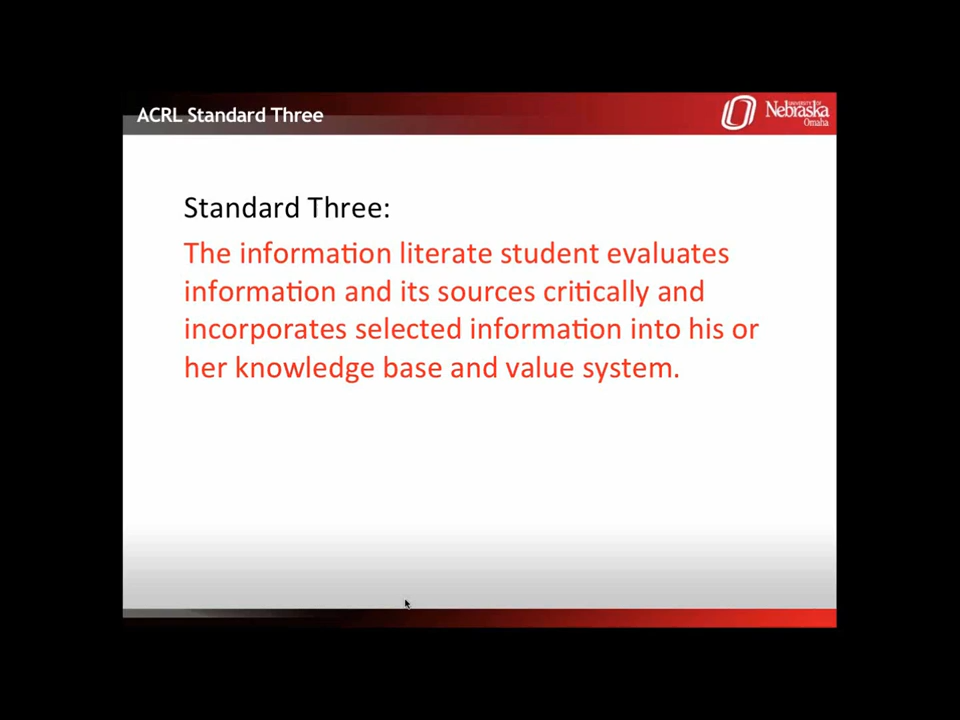 ACRL Standard Three
UNIVERSITY OF
Nebraska
Omaha
Standard Three:
The information literate student evaluates
information and its sources critically and
incorporates selected information into his or
her knowledge base and value system.